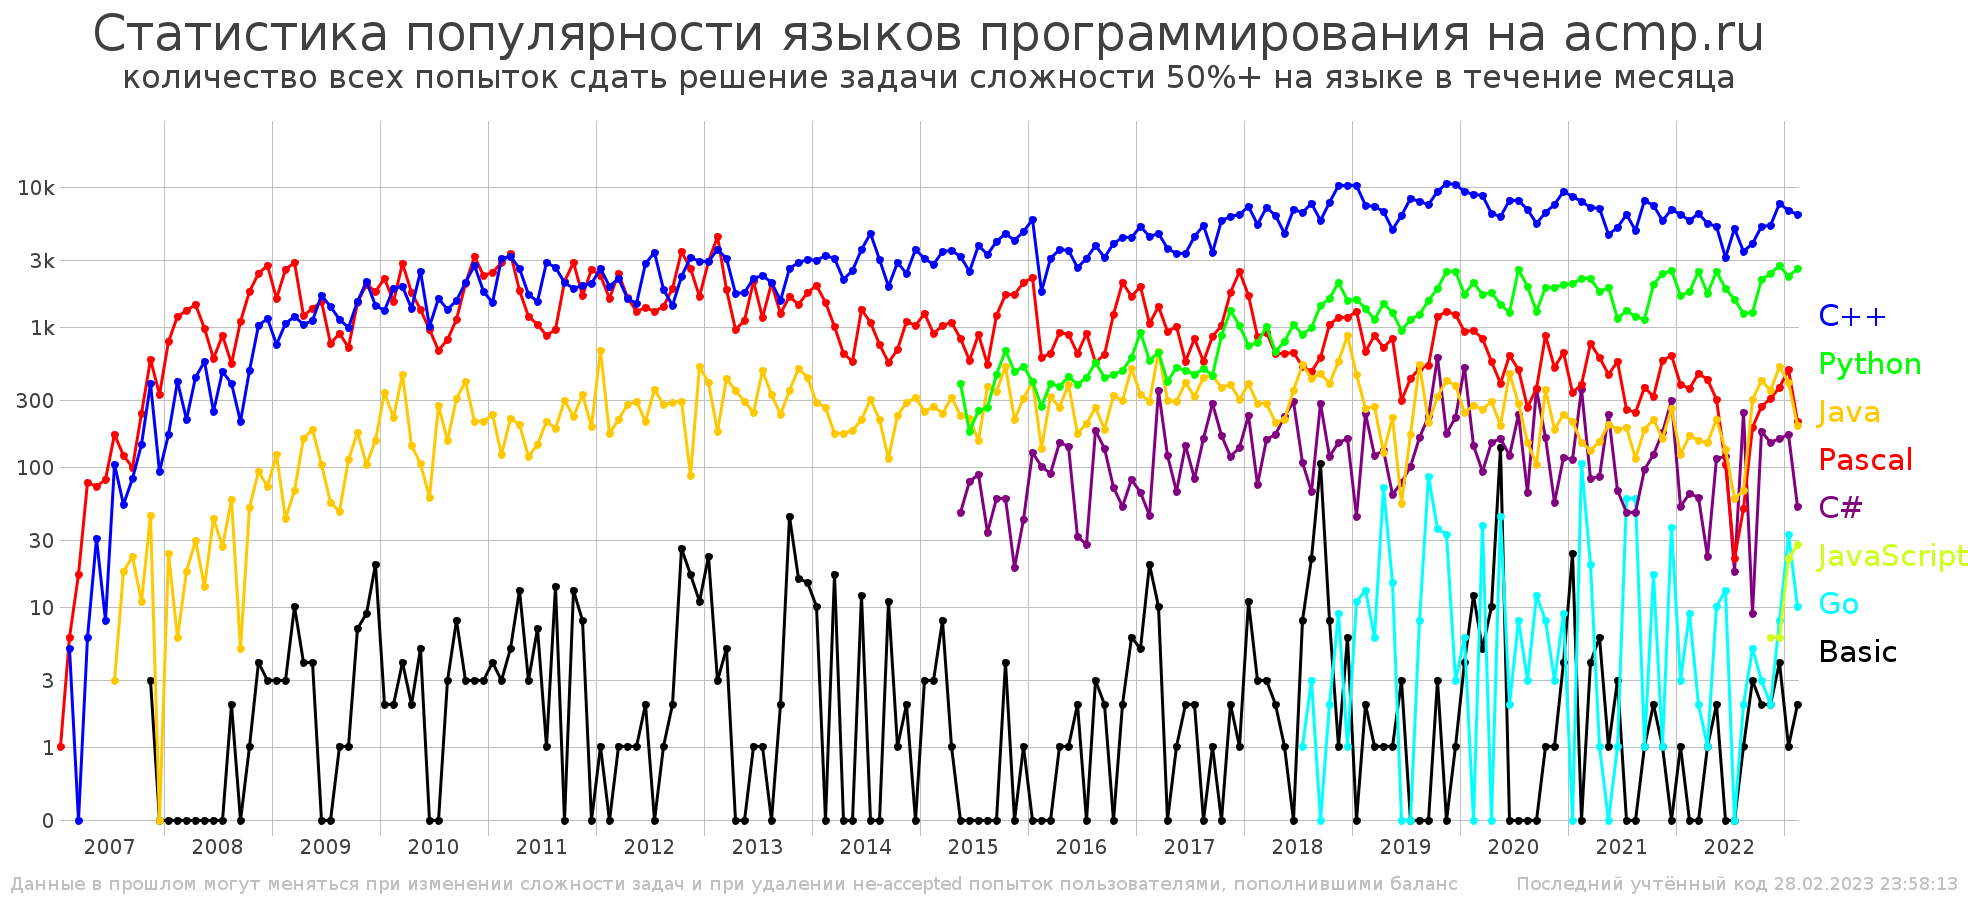 Статистика популярности языков программирования на acmp.ru
количество всех попыток сдать решение задачи сложности 50%+ на языке в течение месяца
10k
3k
1k
300
100
30
10
3
1
0
C++
Python
Java
Pascal
C#
JavaScript
Go
Basic
2007 2008 2009 2010 2011 2012 2013 2014 2015 2016 2017 2018 2019 2020 2021 2022
Данные в прошлом могут меняться при изменении сложности задач и при удалении не-accepted попыток пользователями, пополнившими баланс
Последний учтённый код 28.02.2023 23:58:13